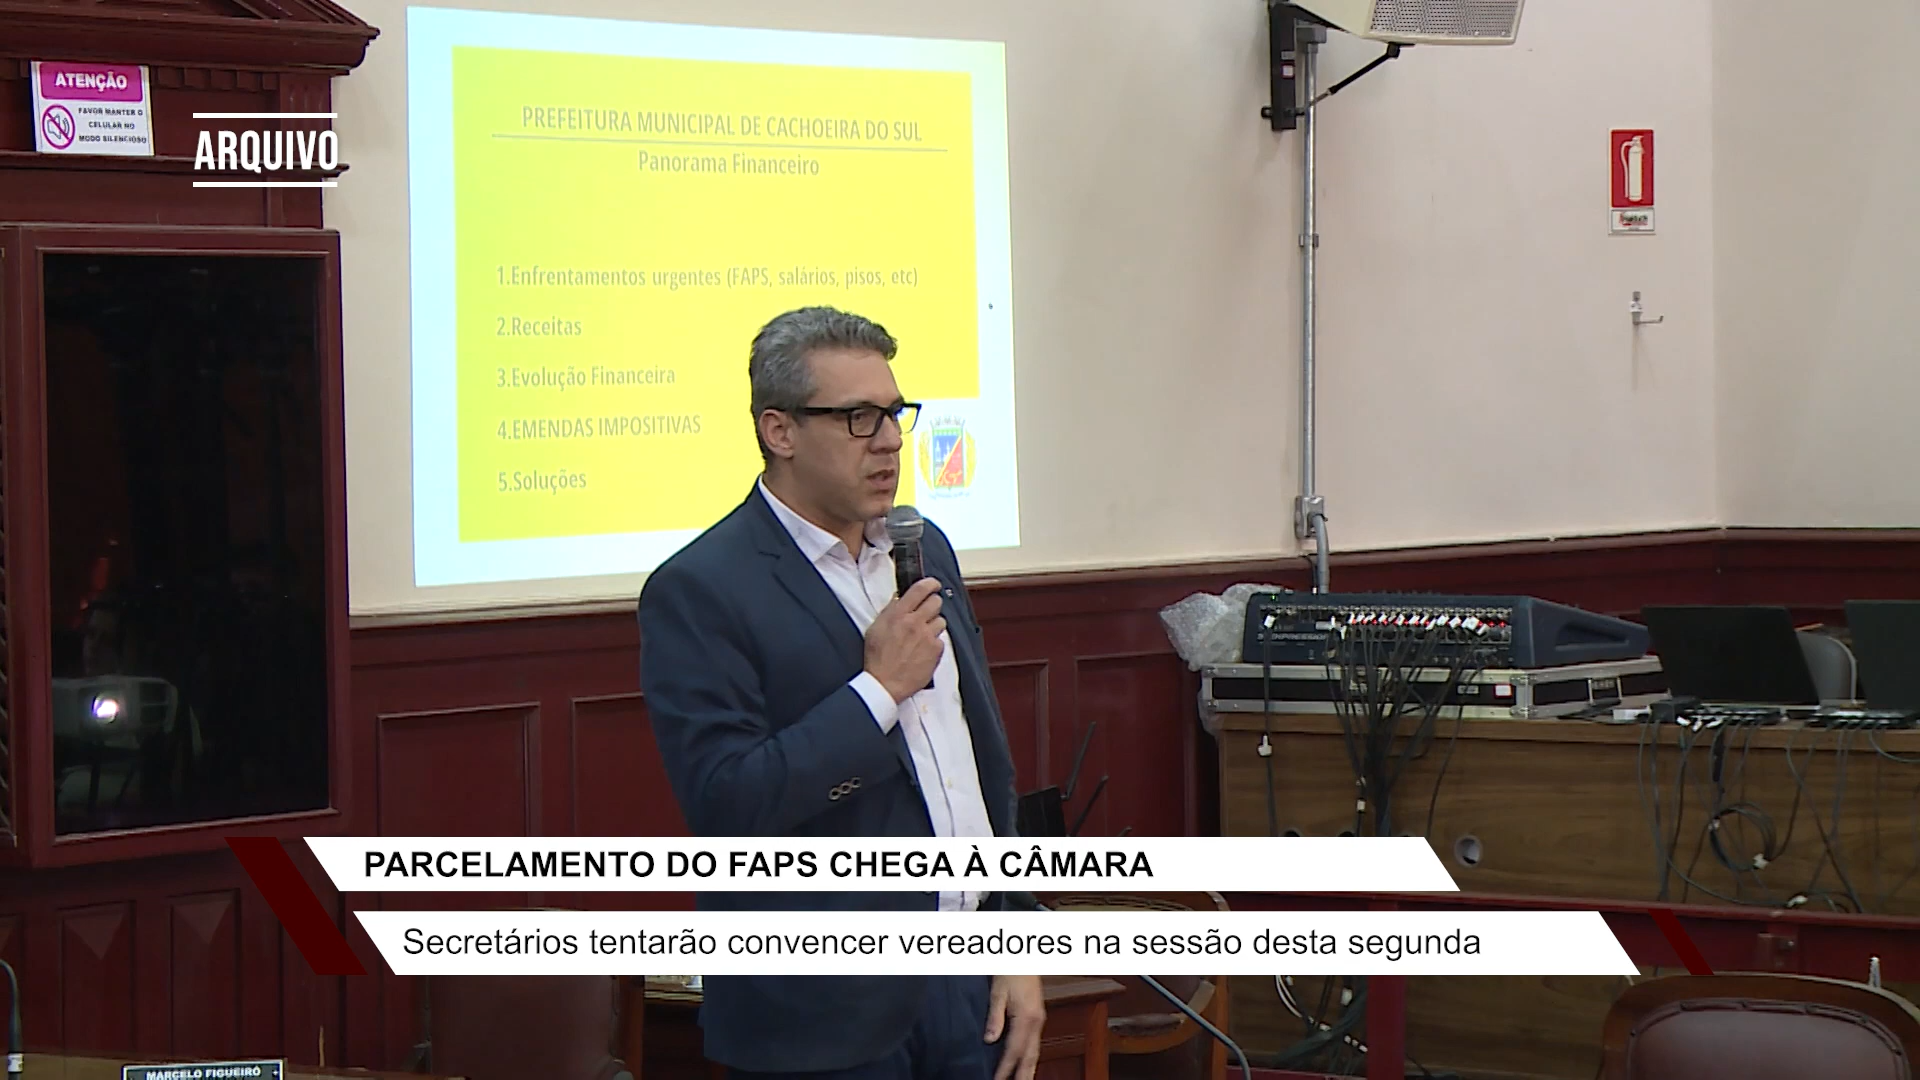 ATENÇÃO
FAVOR MANTER O
CELULAR NO
MODO SILENCIOSO
ARQUIVO
PREFEITURA MUNICIPAL DE CACHOEIRA DO SUL
Panorama Financeiro
1.Enfrentamentos urgentes (FAPS, salários, pisos, etc)
2.Receitas
3.Evolução Financeira
4.EMENDAS IMPOSITIVAS
5.Soluções
PARCELAMENTO DO FAPS CHEGA À CÂMARA
Secretários tentarão convencer vereadores na sessão desta segunda
MARCELO FIGUEIRÓ